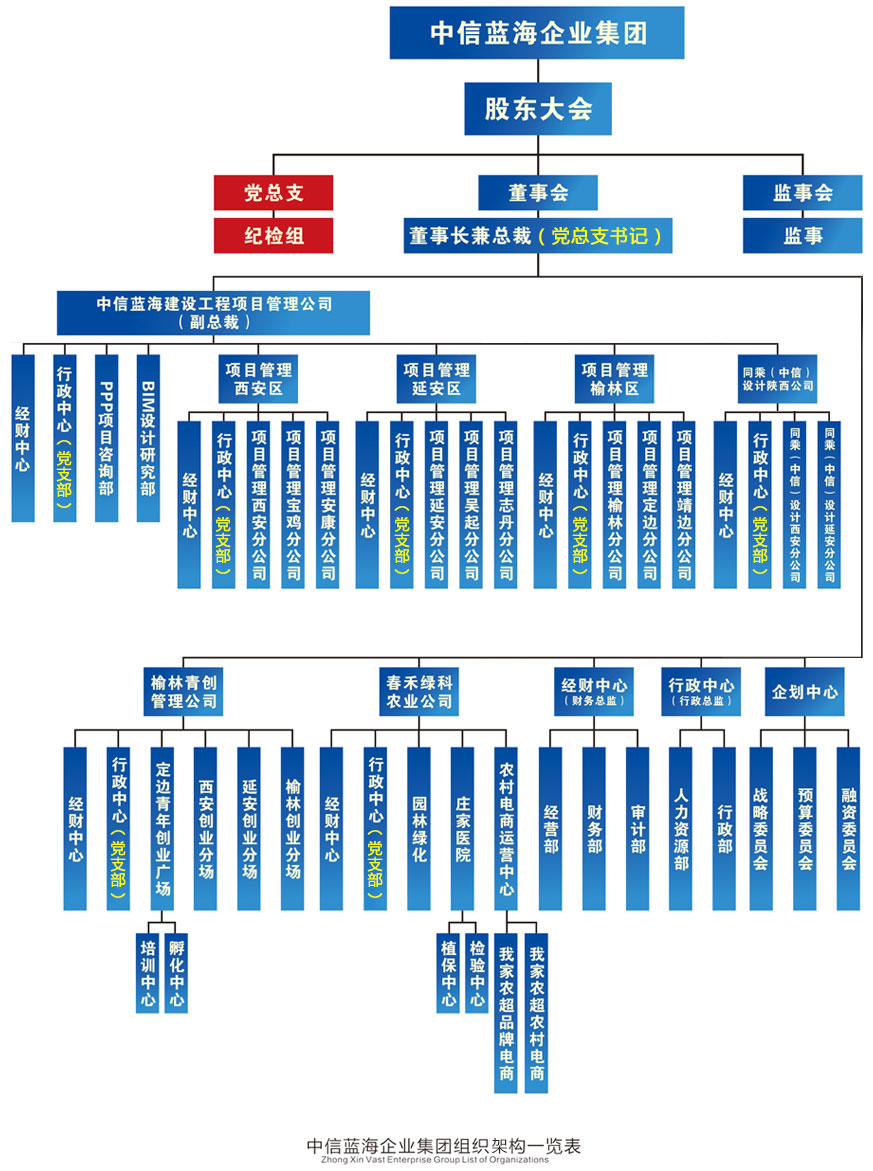 中信蓝海企业集团
股东大会
党总支
董事会
监事会
纪检组
董事长兼总裁（党总支书记）
监事
中信蓝海建设工程项目管理公司
（副总裁）
经财中心
行政中心（党支部）
PPP项目咨询部
BIM设计研究部
项目管理
西安区
经财中心
行政中心（党支部）
项目管理西安分公司
项目管理宝鸡分公司
项目管理安康分公司
项目管理
延安区
经财中心
行政中心（党支部）
项目管理延安分公司
项目管理吴起分公司
项目管理志丹分公司
项目管理
榆林区
经财中心
行政中心（党支部）
项目管理榆林分公司
项目管理定边分公司
项目管理靖边分公司
同乘（中信）
设计陕西公司
经财中心
行政中心（党支部）
同乘（中信）设计西安分公司
同乘（中信）设计延安分公司
榆林青创
管理公司
经财中心
行政中心（党支部）
定边青年创业广场
西安创业分场
延安创业分场
榆林创业分场
培训中心
孵化中心
春禾绿科
农业公司
经财中心
行政中心（党支部）
园林绿化
庄家医院
农村电商运营中心
植保中心
检验中心
我家农超品牌电商
我家农超农村电商
经财中心
（财务总监）
经营部
财务部
审计部
行政中心
（行政总监）
人力资源部
行政部
企划中心
战略委员会
预算委员会
融资委员会
中信蓝海企业集团组织架构一览表
Zhong Xin Vast Enterprise Group List of Organizations